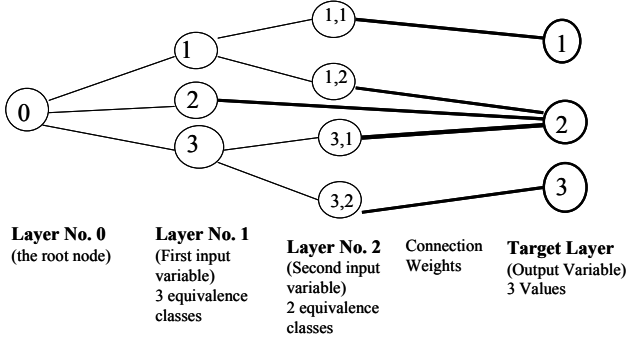 1,1
1
1
1,2
0
2
2
3
3,1
3
3,2
Layer No. 0
(the root node)
Layer No. 1
(First input
variable)
3 equivalence
classes
Layer No. 2
(Second input
variable)
2 equivalence
classes
Connection
Weights
Target Layer
(Output Variable)
3 Values